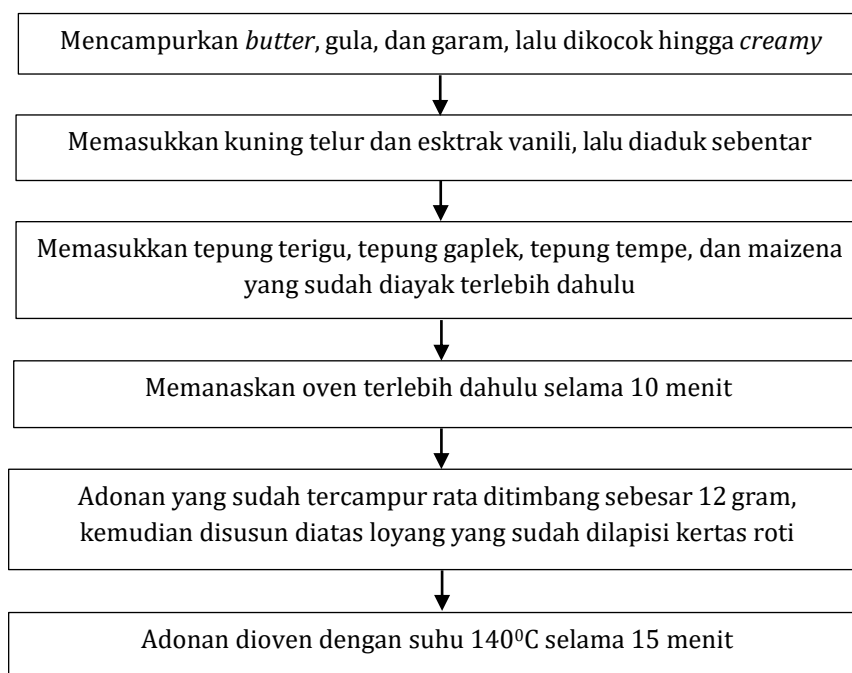 Mencampurkan butter, gula, dan garam, lalu dikocok hingga creamy
Memasukkan kuning telur dan esktrak vanili, lalu diaduk sebentar
Memasukkan tepung terigu, tepung gaplek, tepung tempe, dan maizena
yang sudah diayak terlebih dahulu
Memanaskan oven terlebih dahulu selama 10 menit
Adonan yang sudah tercampur rata ditimbang sebesar 12 gram,
kemudian disusun diatas loyang yang sudah dilapisi kertas roti
Adonan dioven dengan suhu 140⁰C selama 15 menit